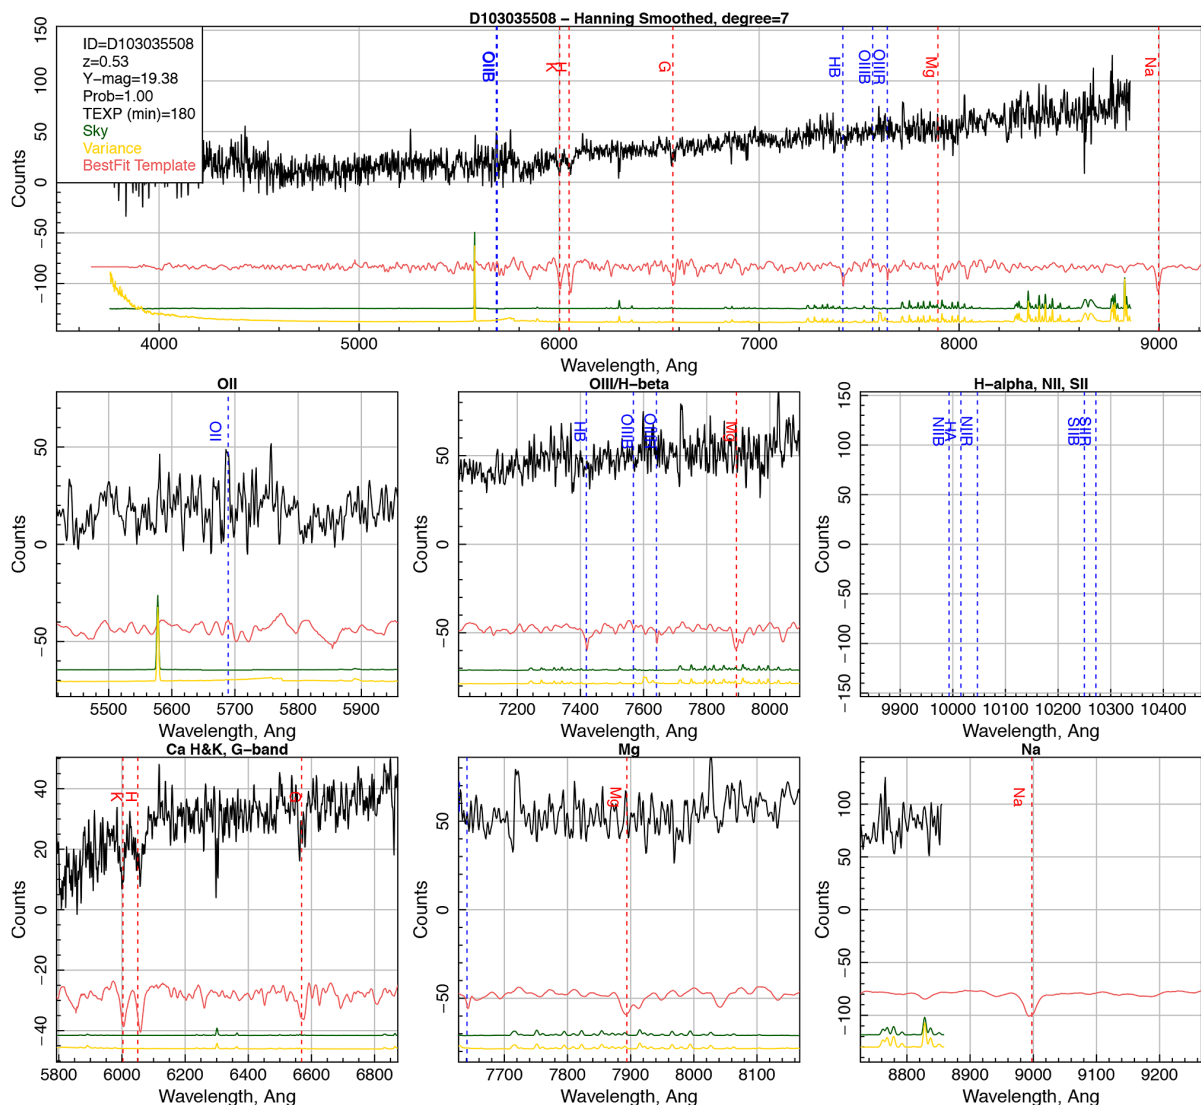 D103035508 – Hanning Smoothed, degree=7
ID=D103035508
z=0.53
Y−mag=19.38
Prob=1.00
TEXP (min)=180
Sky
Variance
BestFit Template
OIIB
K
H
G
HB
OIIIB
OIIIR
Mg
Na
Counts
150
100
50
0
−50
−100
4000
5000
6000
7000
8000
9000
Wavelength, Ang
OII
OII
Counts
50
0
−50
5500
5600
5700
5800
5900
Wavelength, Ang
OIII/H−beta
HB
OIIIB
OIIIR
Mg
Counts
50
0
−50
7200
7400
7600
7800
8000
Wavelength, Ang
H−alpha, NII, SII
NIIB
HA
NIIR
SIIB
SIIR
Counts
150
100
50
0
−50
−100
−150
9900
10000
10100
10200
10300
10400
Wavelength, Ang
Ca H&K, G−band
K
H
G
Counts
40
20
0
−20
−40
5800
6000
6200
6400
6600
6800
Wavelength, Ang
Mg
Mg
Counts
50
0
−50
7700
7800
7900
8000
8100
Wavelength, Ang
Na
Na
Counts
100
50
0
−50
−100
8800
8900
9000
9100
9200
Wavelength, Ang